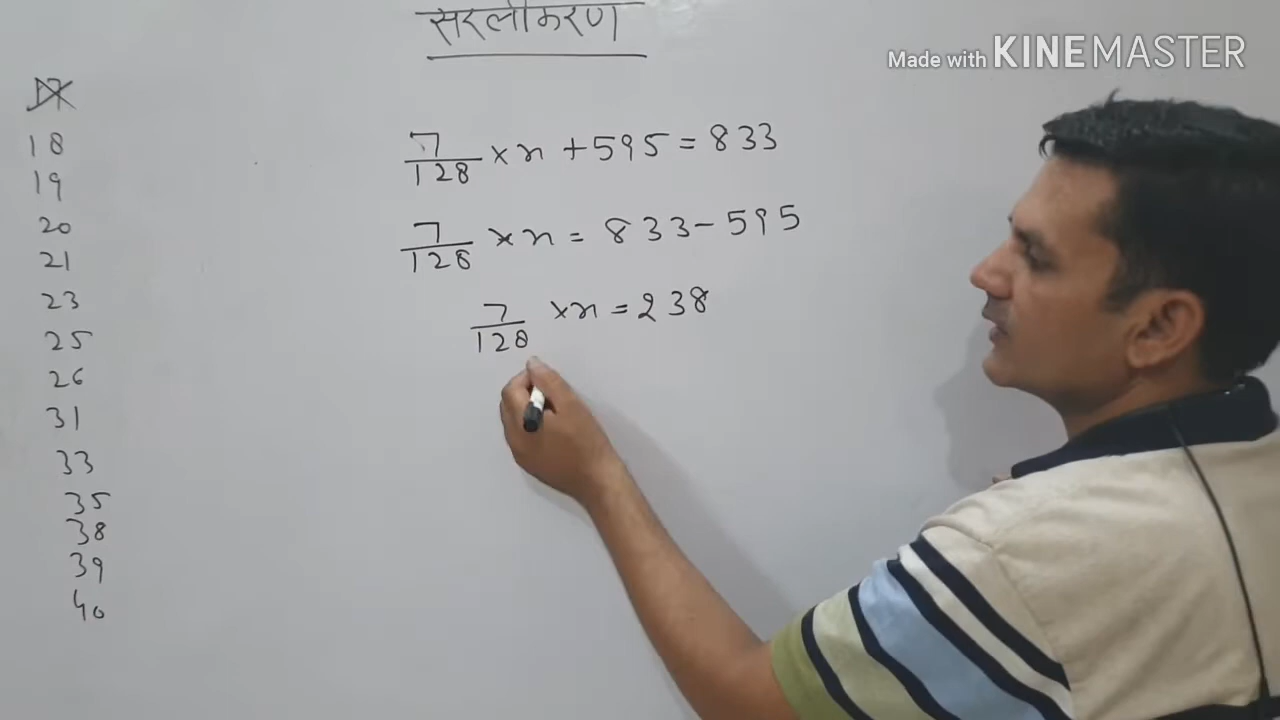 सरलीकरण
Made with KINEMASTER
18
19
20
21
23
25
26
31
33
35
38
39
40
7/128 × n + 595 = 833
7/128 × n = 833 - 595
7/128 × n = 238